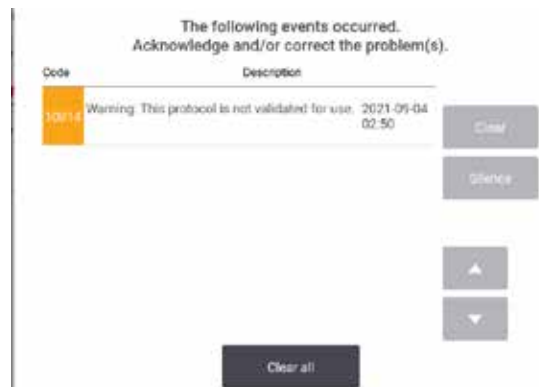 The following events occurred.
Acknowledge and/or correct the problem(s).
Code Description
Warning: This protocol is not validated for use. 2021-09-04
02:50
Clear
Silence
Clear all